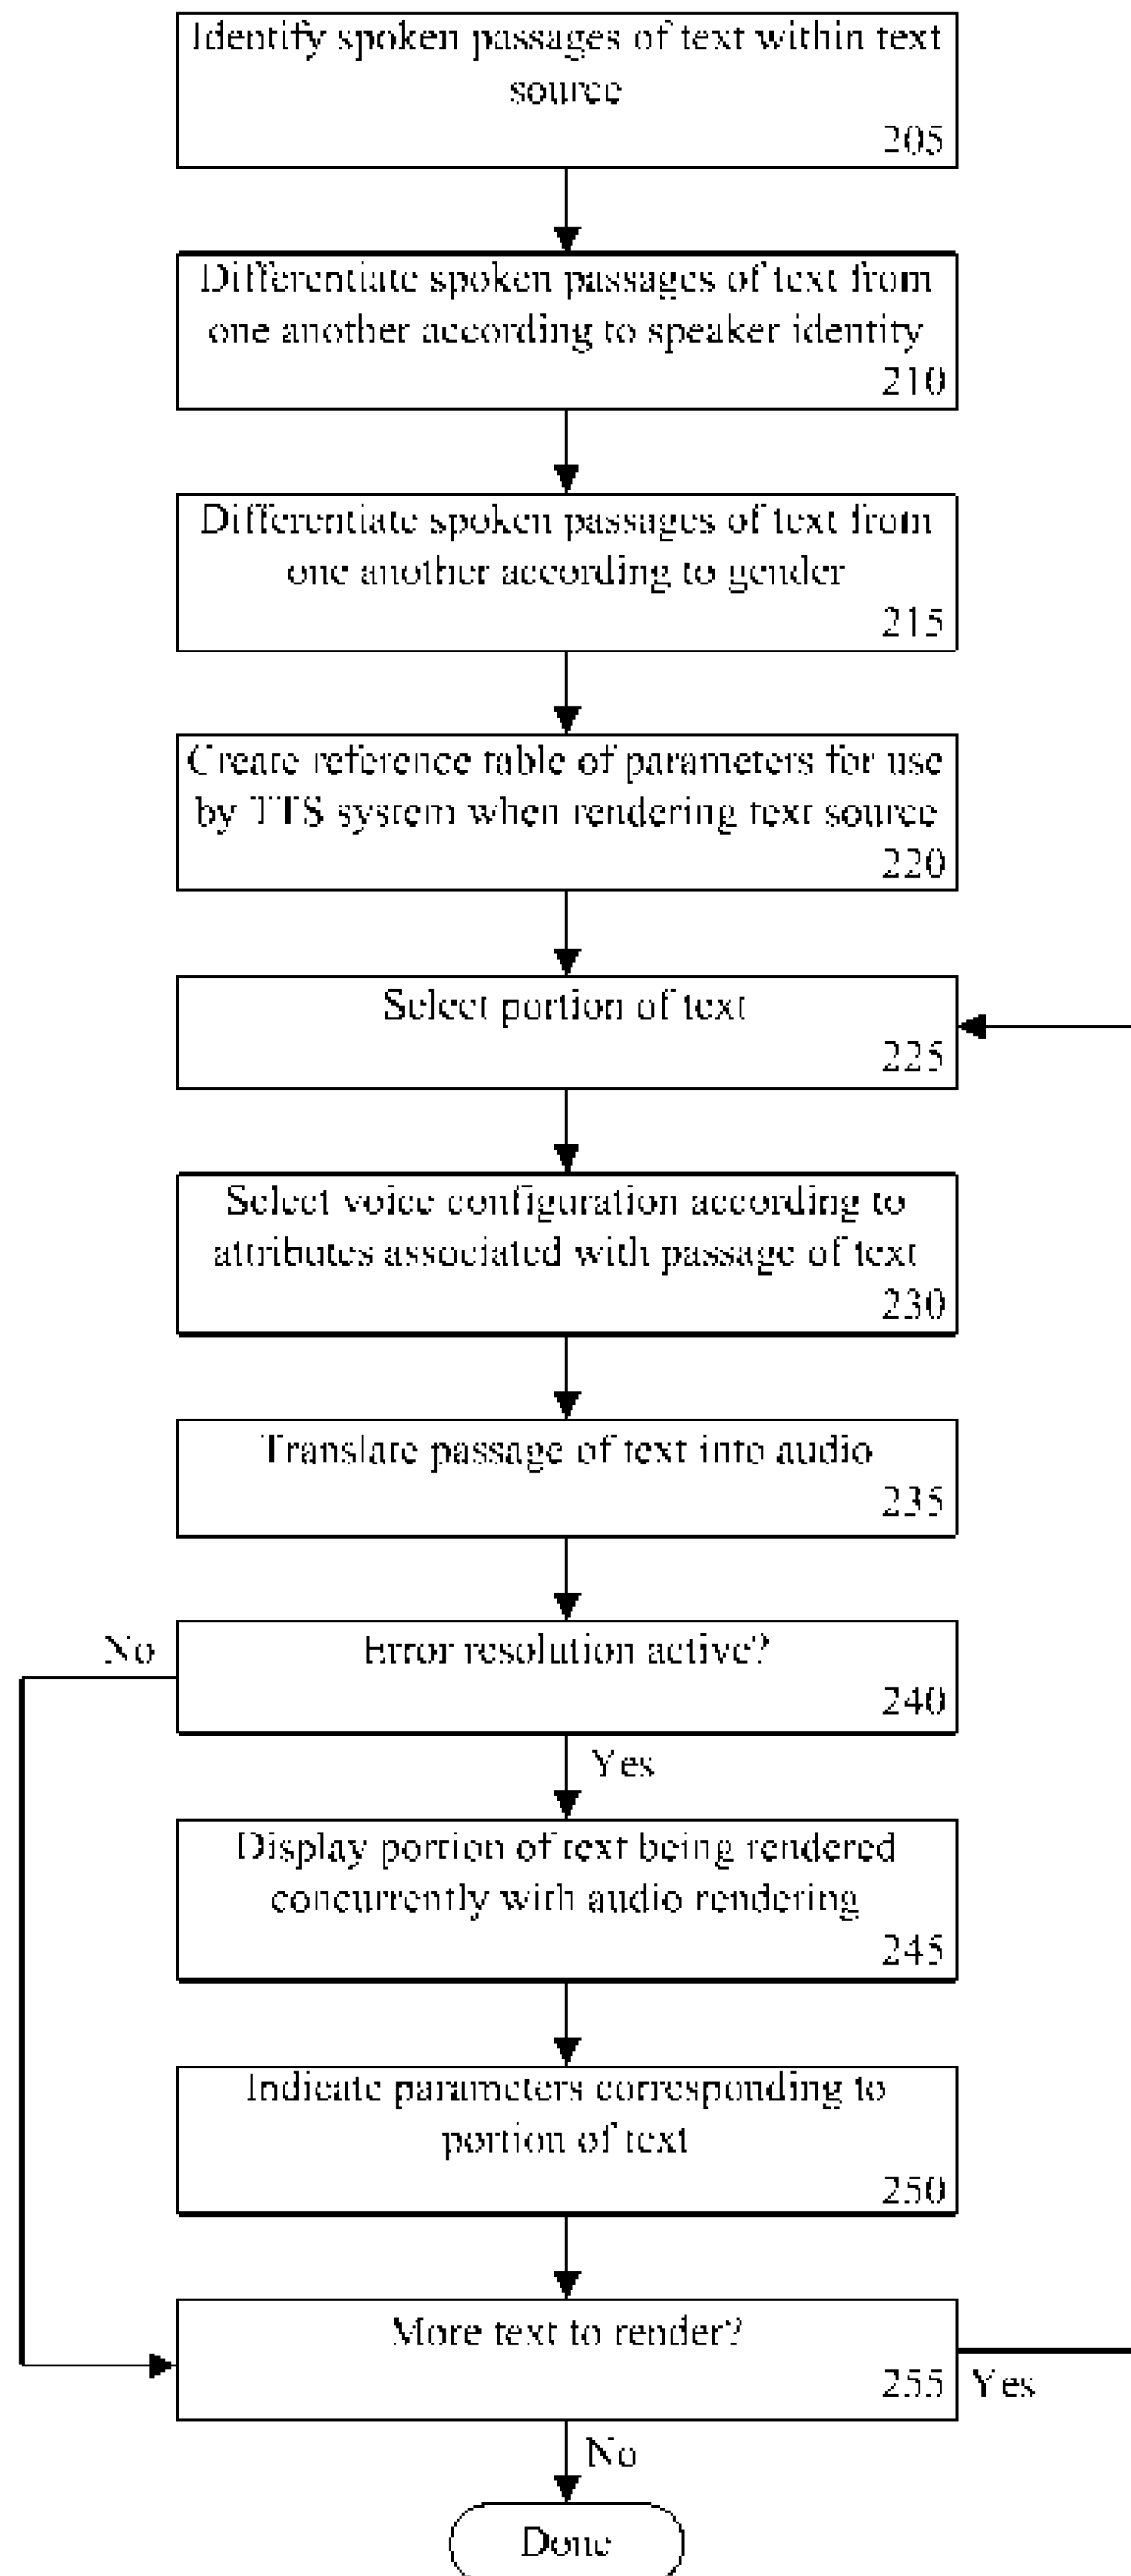 Identify spoken passages of text within text
source
205
Differentiate spoken passages of text from
one another according to speaker identity
210
Differentiate spoken passages of text from
one another according to gender
215
Create reference table of parameters for use
by TTS system when rendering text source
220
Select portion of text
225
Select voice configuration according to
attributes associated with passage of text
230
Translate passage of text into audio
235
No
Error resolution active?
240
Yes
Display portion of text being rendered
concurrently with audio rendering
245
Indicate parameters corresponding to
portion of text
250
More text to render?
255
Yes
No
Done